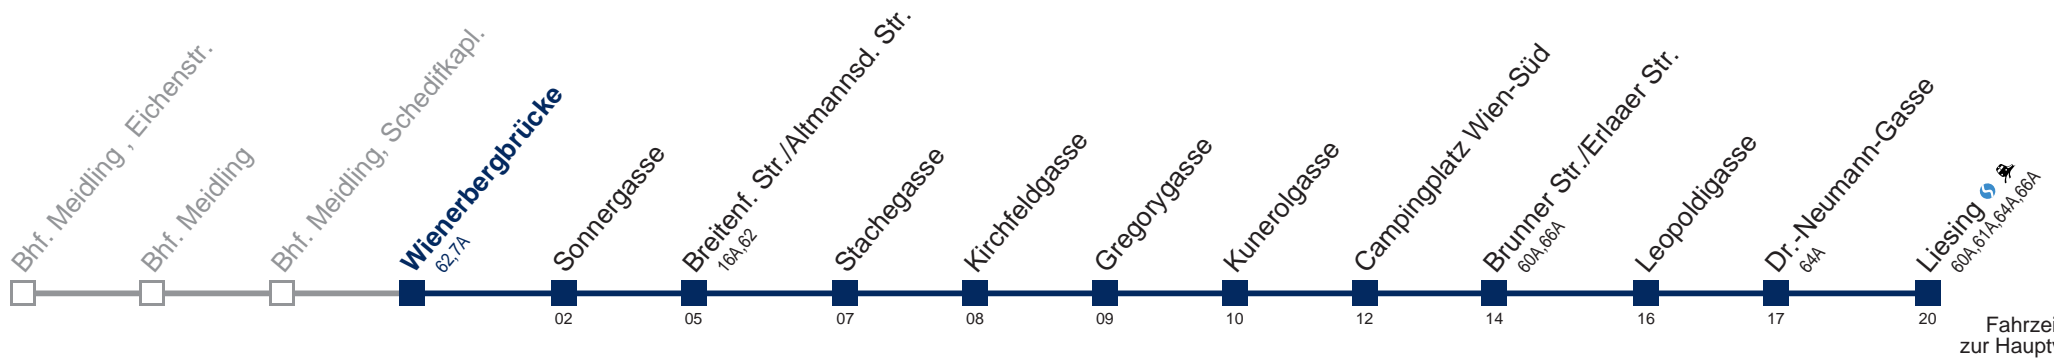 Bhf. Meidling , Eichenstr.
Bhf. Meidling
Bhf. Meidling, Schedifkapl.
Wienerbergbrücke
62,7A
Sonnergasse
Breitenf. Str./Altmannsd. Str.
16A,62
Stachegasse
Kirchfeldgasse
Gregorygasse
Kunerolgasse
Campingplatz Wien-Süd
Brunner Str./Erlaaer Str.
60A,66A
Leopoldigasse
Dr.-Neumann-Gasse
64A
Liesing
60A,61A,64A,66A
02 05 07 08 09 10 12 14 16 17 20
zur